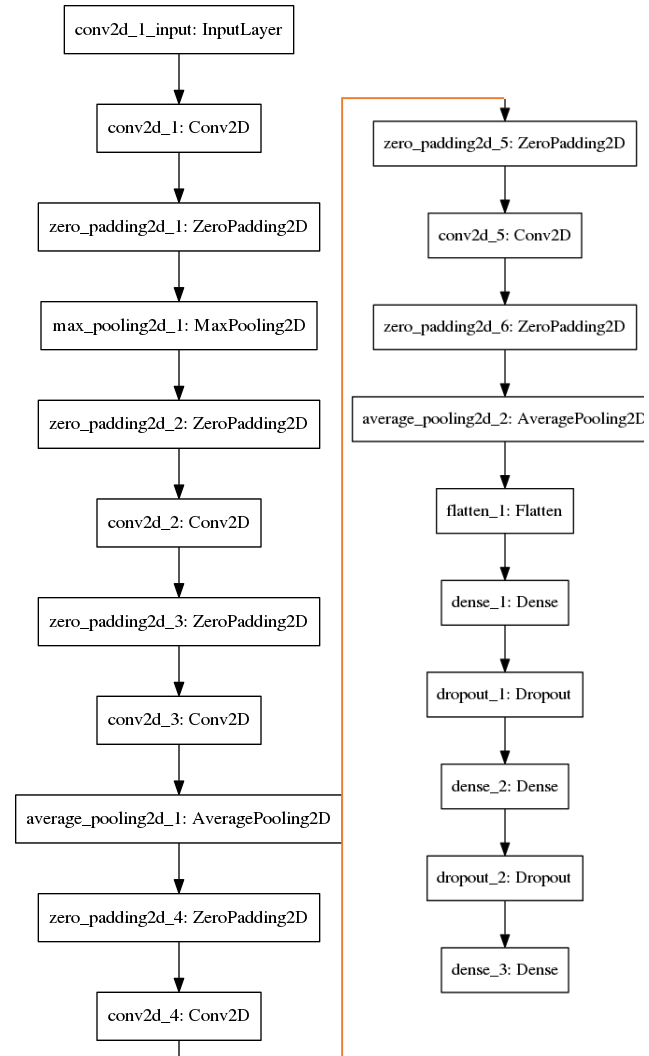 conv2d_1_input: InputLayer
conv2d_1: Conv2D
zero_padding2d_1: ZeroPadding2D
max_pooling2d_1: MaxPooling2D
zero_padding2d_2: ZeroPadding2D
conv2d_2: Conv2D
zero_padding2d_3: ZeroPadding2D
conv2d_3: Conv2D
average_pooling2d_1: AveragePooling2D
zero_padding2d_4: ZeroPadding2D
conv2d_4: Conv2D
zero_padding2d_5: ZeroPadding2D
conv2d_5: Conv2D
zero_padding2d_6: ZeroPadding2D
average_pooling2d_2: AveragePooling2D
flatten_1: Flatten
dense_1: Dense
dropout_1: Dropout
dense_2: Dense
dropout_2: Dropout
dense_3: Dense